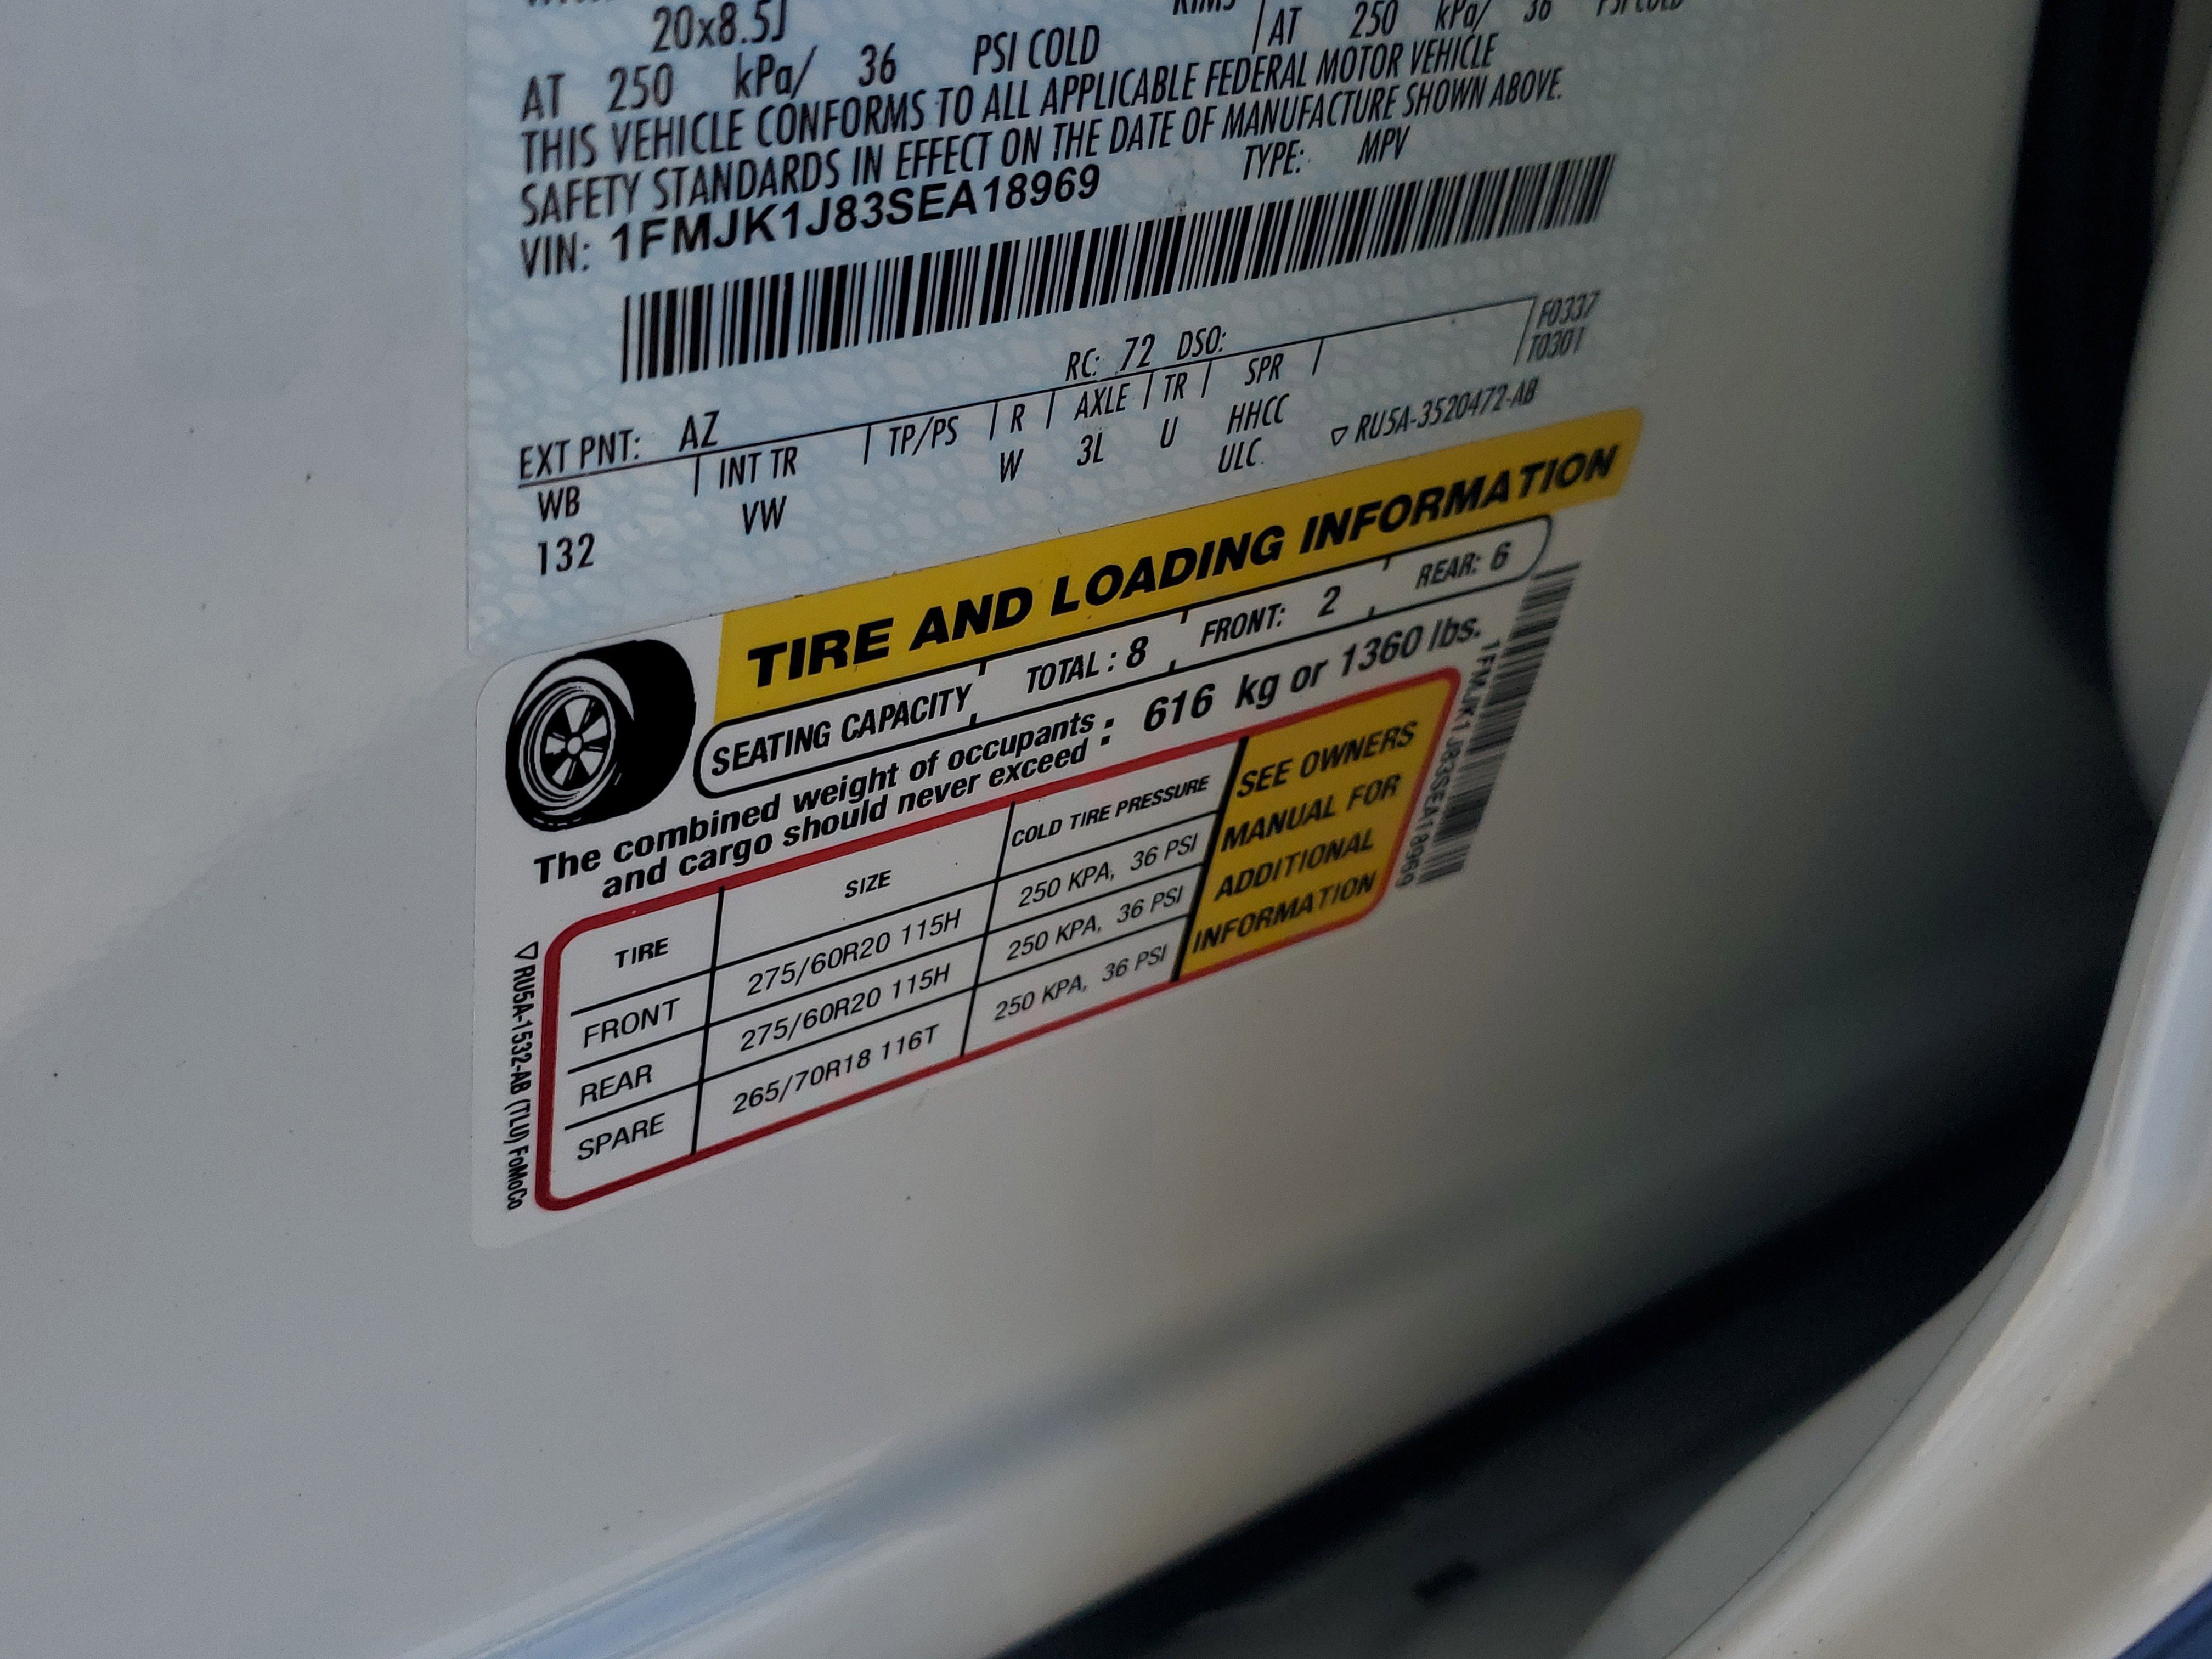 20x8.5J
AT 250 kPa/ 36 PSI COLD
RIMS
AT 250 kPa/ 36 PSI COLD
THIS VEHICLE CONFORMS TO ALL APPLICABLE FEDERAL MOTOR VEHICLE
SAFETY STANDARDS IN EFFECT ON THE DATE OF MANUFACTURE SHOWN ABOVE.
VIN: 1FMJK1J83SEA18969
TYPE: MPV
RC: 72 DSO:
F0337
T0301
EXT PNT: AZ
WB INT TR TP/PS R AXLE TR SPR
132 VW W 3L U HHCC
ULC
▽ RU5A-3520472-AB
TIRE AND LOADING INFORMATION
SEATING CAPACITY TOTAL : 8 FRONT: 2 REAR: 6
The combined weight of occupants
and cargo should never exceed : 616 kg or 1360 lbs.
TIRE SIZE COLD TIRE PRESSURE
FRONT 275/60R20 115H 250 KPA, 36 PSI
REAR 275/60R20 115H 250 KPA, 36 PSI
SPARE 265/70R18 116T 250 KPA, 36 PSI
SEE OWNERS
MANUAL FOR
ADDITIONAL
INFORMATION
1FMJK1J83SEA18969
▽ RU5A-1532-AB (TLU) FoMoCo